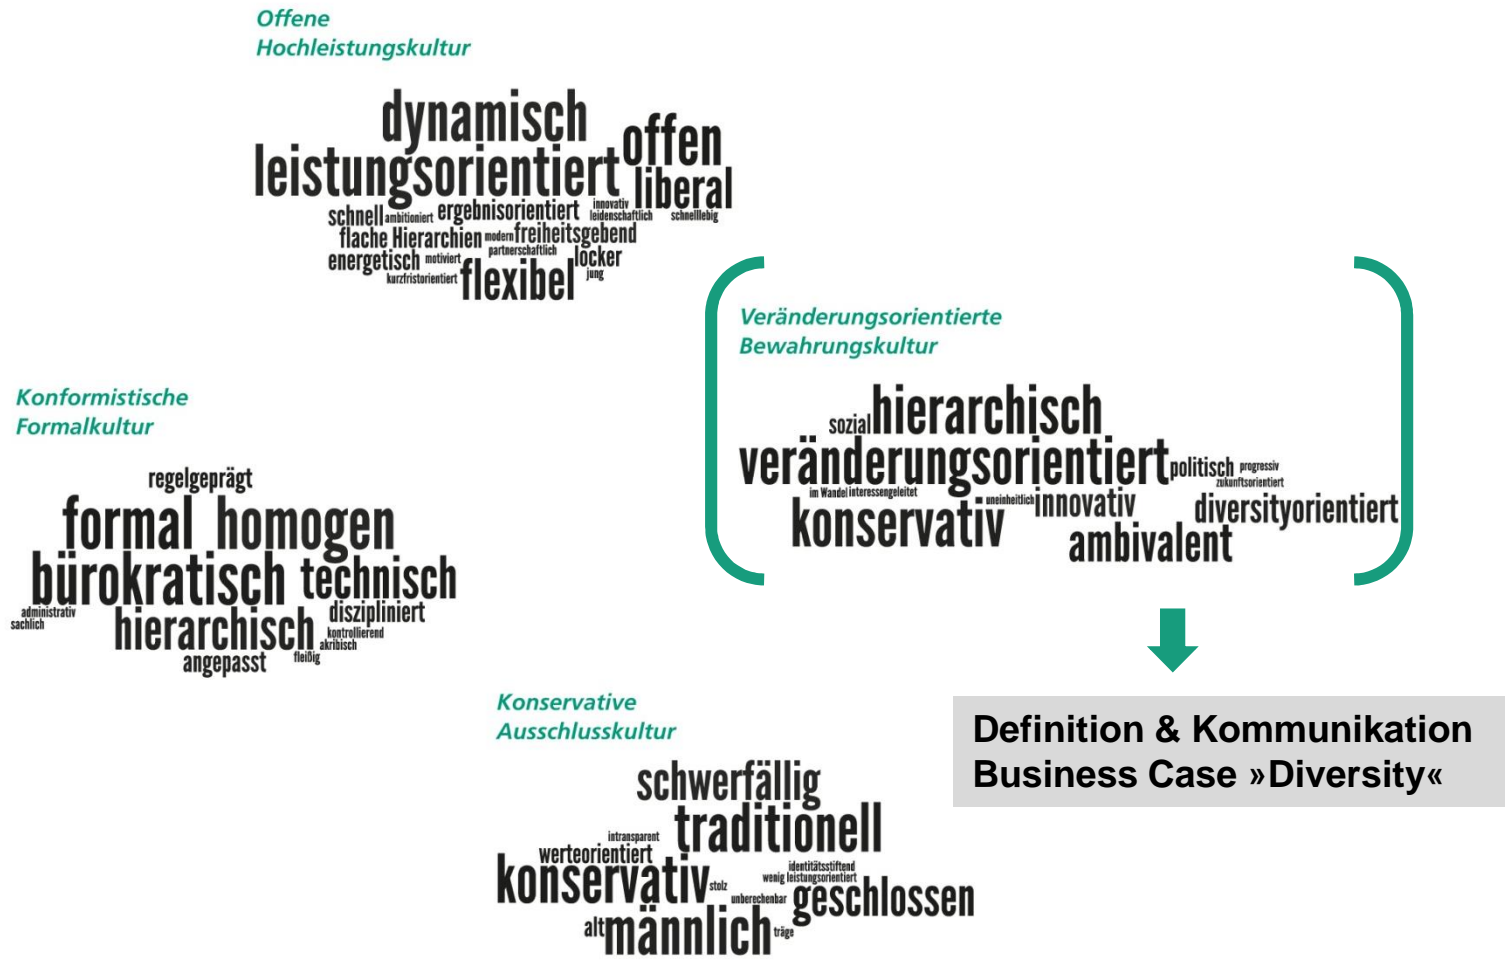 Offene
Hochleistungskultur
dynamisch
leistungsorientiert offen
liberal
schnell ambitioniert ergebnisorientiert innovativ leidenschaftlich schnelllebig
flache Hierarchien modern freiheitsgebend
energetisch motiviert partnerschaftlich locker
kurzfristorientiert flexibel jung
Veränderungsorientierte
Bewahrungskultur
sozial hierarchisch
veränderungsorientiert politisch progressiv
zukunftsorientiert
im Wandel interessengeleitet uneinheitlich innovativ diversityorientiert
konservativ ambivalent
Konformistische
Formalkultur
regelgeprägt
formal homogen
bürokratisch technisch
administrativ diszipliniert
sachlich hierarchisch kontrollierend
akribisch
angepasst fleißig
Konservative
Ausschlusskultur
schwerfällig
intransparent traditionell
werteorientiert identitätsstiftend
konservativ stolz wenig leistungsorientiert
unberechenbar geschlossen
alt männlich träge
Definition & Kommunikation
Business Case »Diversity«